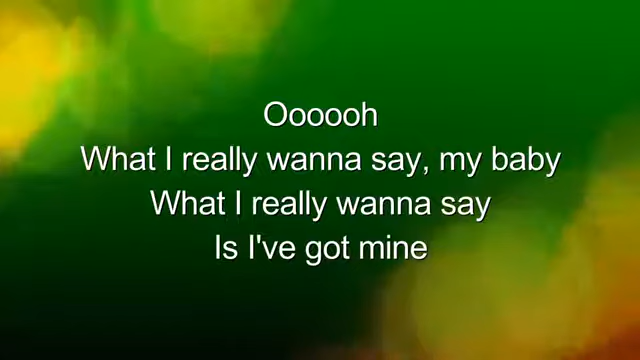 Oooooh
What I really wanna say, my baby
What I really wanna say
Is I've got mine